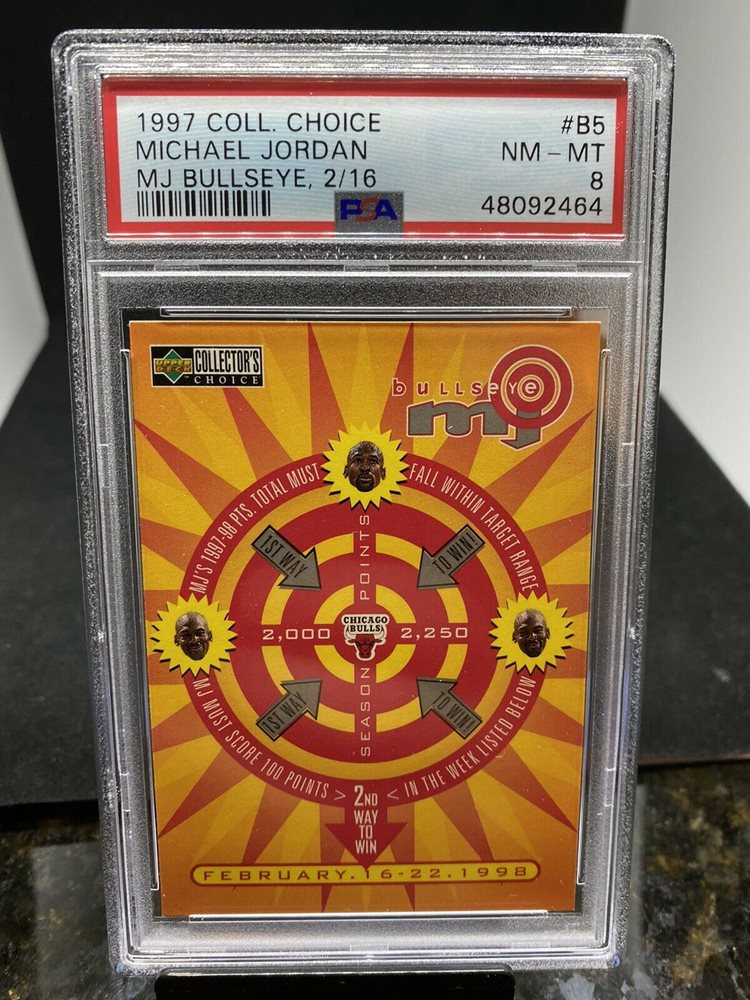 1997 COLL. CHOICE #B5
MICHAEL JORDAN NM - MT
MJ BULLSEYE, 2/16 8
PSA 48092464
UPPER DECK COLLECTOR'S CHOICE
bullseye
mj
MJ'S 1997-98 PTS. TOTAL MUST FALL WITHIN TARGET RANGE
1ST WAY TO WIN!
SEASON POINTS
2,000 CHICAGO BULLS 2,250
1ST WAY TO WIN!
MJ MUST SCORE 100 POINTS > < IN THE WEEK LISTED BELOW
2ND
WAY
TO
WIN
FEBRUARY. 16-22, 1998